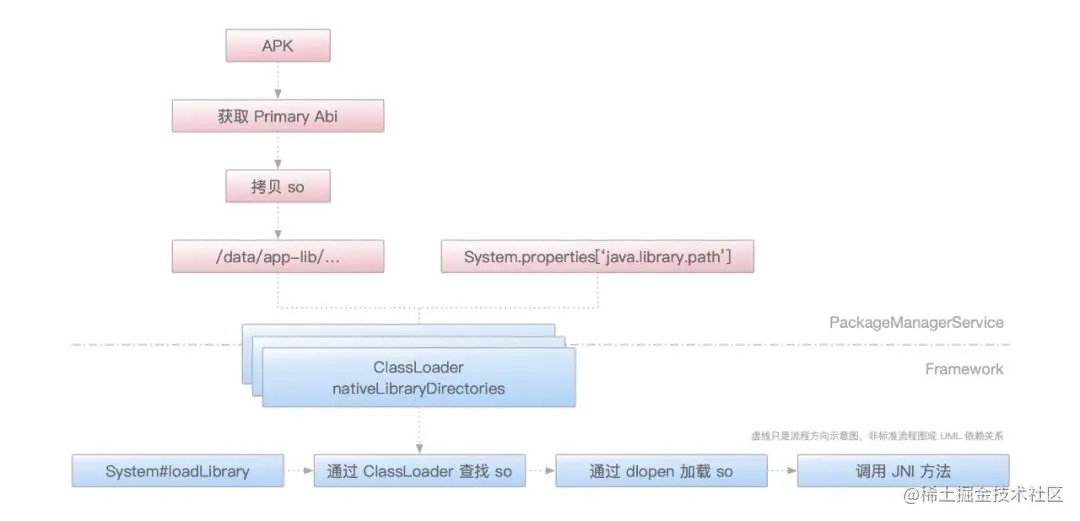 APK
获取 Primary Abi
拷贝 so
/data/app-lib/...
System.properties[‘java.library.path’]
PackageManagerService
ClassLoader
nativeLibraryDirectories
Framework
虚线只是流程方向示意图，非标准流程图或 UML 依赖关系
System#loadLibrary
通过 ClassLoader 查找 so
通过 dlopen 加载 so
调用 JNI 方法
@稀土掘金技术社区